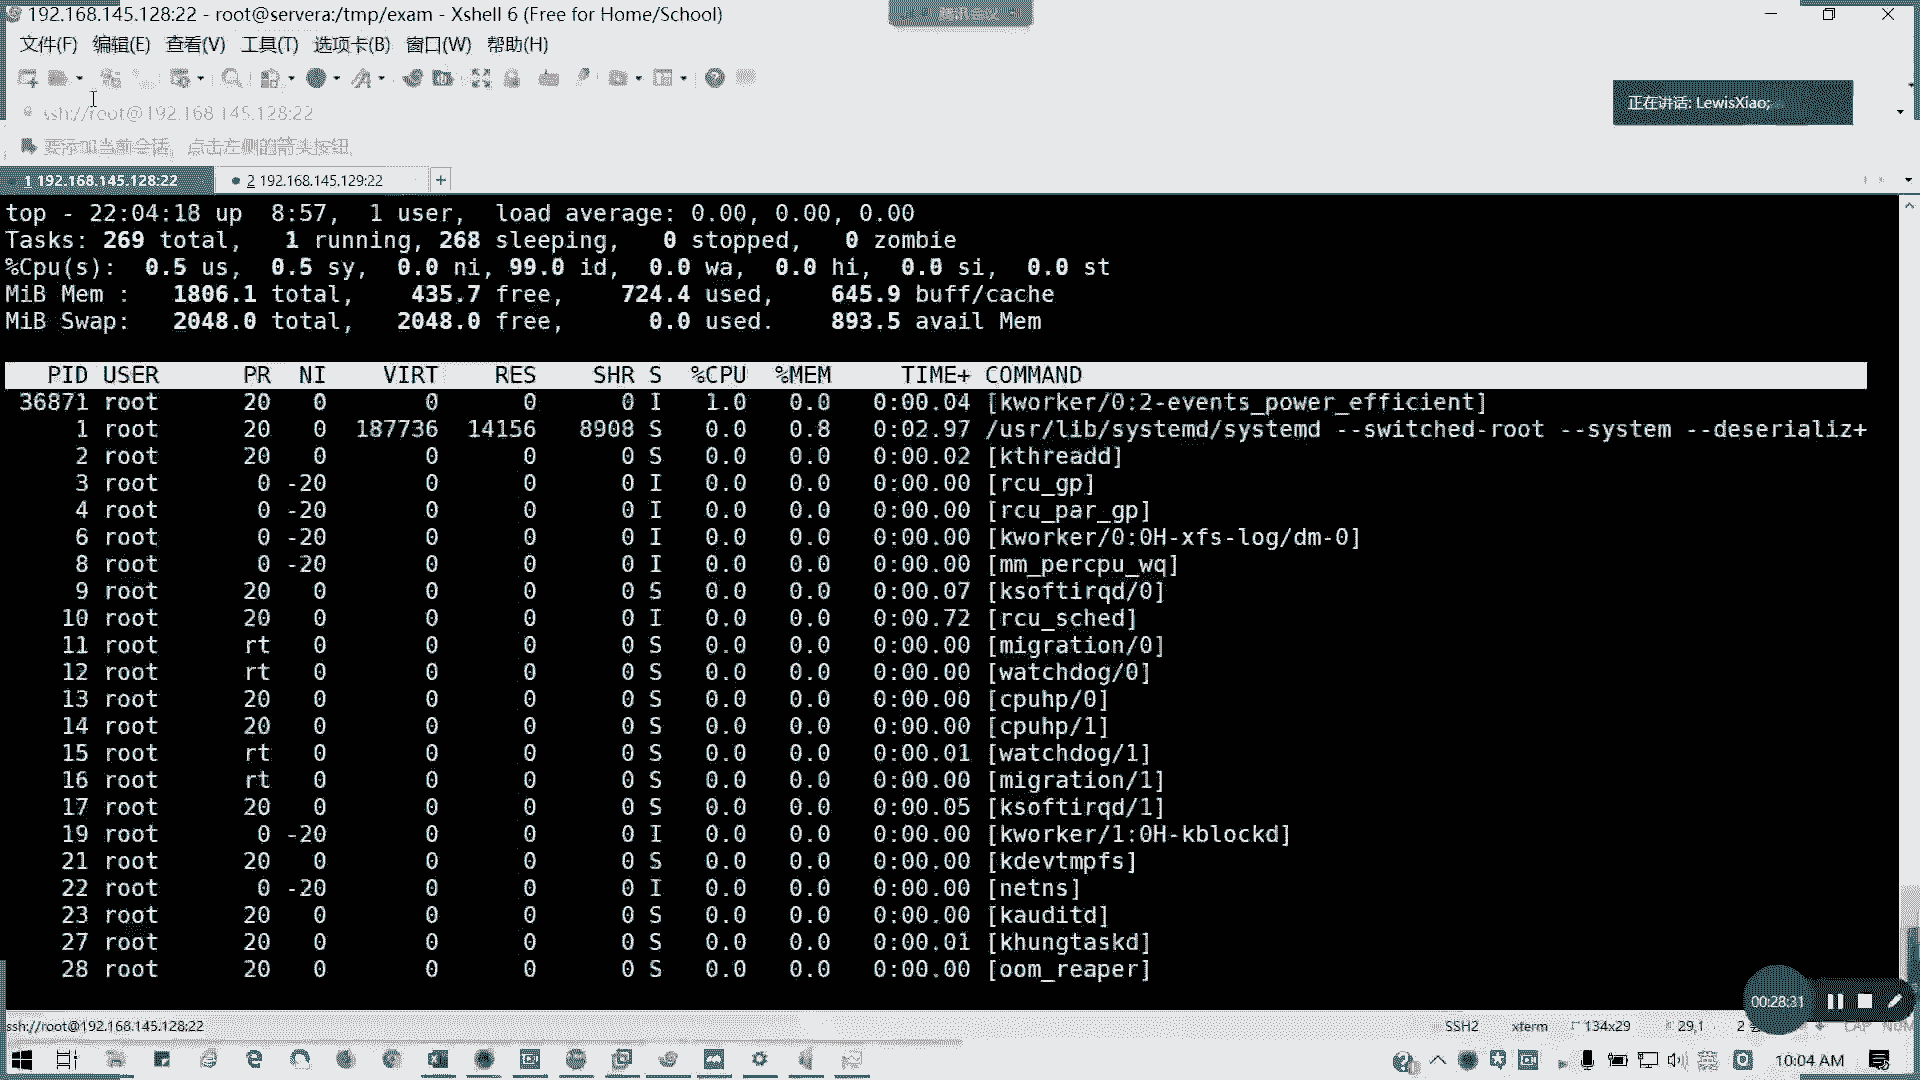 192.168.145.128:22 - root@servera:/tmp/exam - Xshell 6 (Free for Home/School)
腾讯会议
文件(F) 编辑(E) 查看(V) 工具(T) 选项卡(B) 窗口(W) 帮助(H)
ssh://root@192.168.145.128:22
正在讲话: LewisXiao;
要添加当前会话，点击左侧的箭头按钮。
1 192.168.145.128:22
2 192.168.145.129:22
+
top - 22:04:18 up  8:57,  1 user,  load average: 0.00, 0.00, 0.00
Tasks: 269 total,   1 running, 268 sleeping,   0 stopped,   0 zombie
%Cpu(s):  0.5 us,  0.5 sy,  0.0 ni, 99.0 id,  0.0 wa,  0.0 hi,  0.0 si,  0.0 st
MiB Mem :   1806.1 total,    435.7 free,    724.4 used,    645.9 buff/cache
MiB Swap:   2048.0 total,   2048.0 free,      0.0 used.    893.5 avail Mem
PID USER PR NI VIRT RES SHR S %CPU %MEM TIME+ COMMAND
36871 root 20 0 0 0 0 I 1.0 0.0 0:00.04 [kworker/0:2-events_power_efficient]
1 root 20 0 187736 14156 8908 S 0.0 0.8 0:02.97 /usr/lib/systemd/systemd --switched-root --system --deserializ+
2 root 20 0 0 0 0 S 0.0 0.0 0:00.02 [kthreadd]
3 root 0 -20 0 0 0 I 0.0 0.0 0:00.00 [rcu_gp]
4 root 0 -20 0 0 0 I 0.0 0.0 0:00.00 [rcu_par_gp]
6 root 0 -20 0 0 0 I 0.0 0.0 0:00.00 [kworker/0:0H-xfs-log/dm-0]
8 root 0 -20 0 0 0 I 0.0 0.0 0:00.00 [mm_percpu_wq]
9 root 20 0 0 0 0 S 0.0 0.0 0:00.07 [ksoftirqd/0]
10 root 20 0 0 0 0 I 0.0 0.0 0:00.72 [rcu_sched]
11 root rt 0 0 0 0 S 0.0 0.0 0:00.00 [migration/0]
12 root rt 0 0 0 0 S 0.0 0.0 0:00.00 [watchdog/0]
13 root 20 0 0 0 0 S 0.0 0.0 0:00.00 [cpuhp/0]
14 root 20 0 0 0 0 S 0.0 0.0 0:00.00 [cpuhp/1]
15 root rt 0 0 0 0 S 0.0 0.0 0:00.01 [watchdog/1]
16 root rt 0 0 0 0 S 0.0 0.0 0:00.00 [migration/1]
17 root 20 0 0 0 0 S 0.0 0.0 0:00.05 [ksoftirqd/1]
19 root 0 -20 0 0 0 I 0.0 0.0 0:00.00 [kworker/1:0H-kblockd]
21 root 20 0 0 0 0 S 0.0 0.0 0:00.00 [kdevtmpfs]
22 root 0 -20 0 0 0 I 0.0 0.0 0:00.00 [netns]
23 root 20 0 0 0 0 S 0.0 0.0 0:00.00 [kauditd]
27 root 20 0 0 0 0 S 0.0 0.0 0:00.01 [khungtaskd]
28 root 20 0 0 0 0 S 0.0 0.0 0:00.00 [oom_reaper]
00:28:31
ssh://root@192.168.145.128:22 SSH2 xterm 134x29 29,1 2 CAP NUM
英 10:04 AM